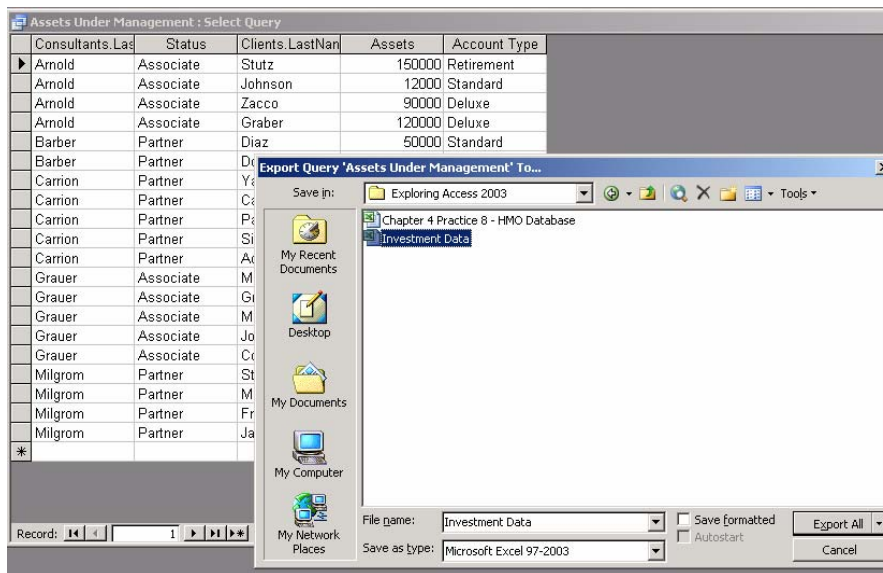 Assets Under Management : Select Query
Consultants.Las Status Clients.LastNan Assets Account Type
Arnold Associate Stutz 150000 Retirement
Arnold Associate Johnson 12000 Standard
Arnold Associate Zacco 90000 Deluxe
Arnold Associate Graber 120000 Deluxe
Barber Partner Diaz 50000 Standard
Barber Partner
Carrion Partner
Carrion Partner
Carrion Partner Pa
Carrion Partner Si
Carrion Partner
Grauer Associate M
Grauer Associate
Grauer Associate M
Grauer Associate Jo
Grauer Associate
Milgrom Partner St
Milgrom Partner M
Milgrom Partner Fr
Milgrom Partner Ja
Record: 1
Export Query 'Assets Under Management' To...
Save in: Exploring Access 2003 Tools
Chapter 4 Practice 8 - HMO Database
Investment Data
My Recent
Documents
Desktop
My Documents
My Computer
My Network
Places
File name: Investment Data Save formatted Export All
Autostart
Save as type: Microsoft Excel 97-2003 Cancel